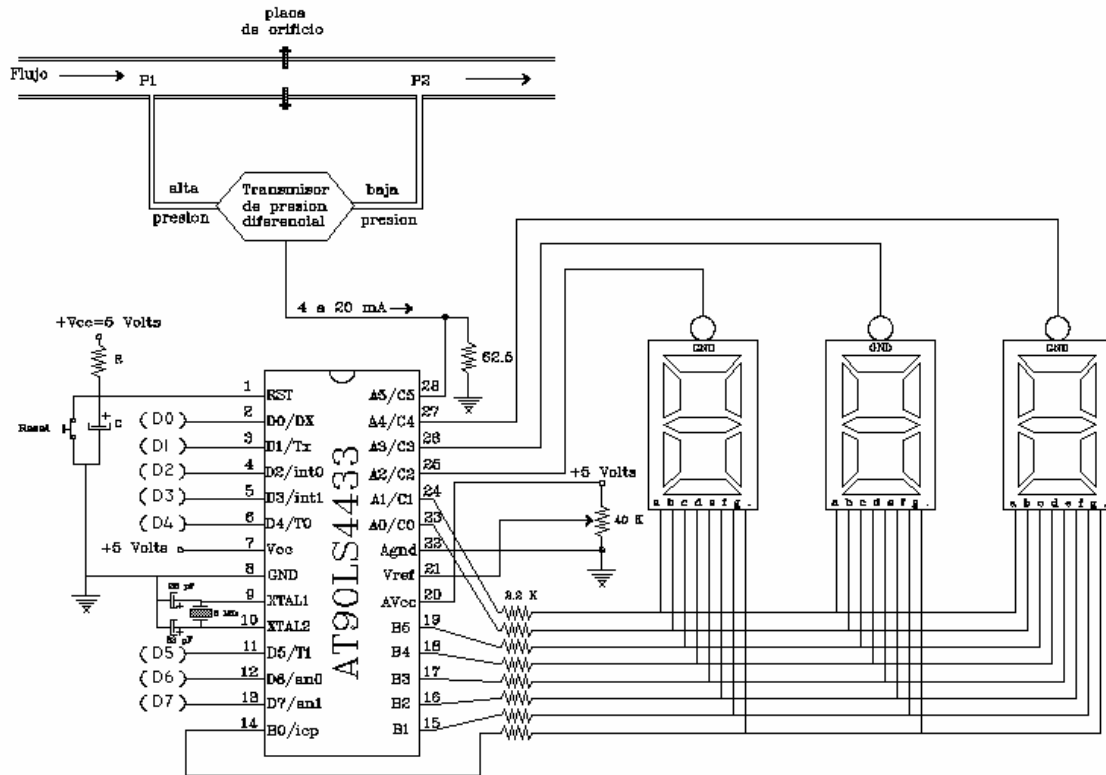 placa
de orificio
Flujo
P1
P2
alta
presion
Transmisor
de presion
diferencial
baja
presion
4 a 20 mA
+Vcc=5 Volts
R
C
Reset
62.5
1 RST
2 D0/DX
3 D1/Tx
4 D2/int0
5 D3/int1
6 D4/T0
7 Vcc
8 GND
9 XTAL1
10 XTAL2
11 D5/T1
12 D6/an0
13 D7/an1
14 B0/icp
(D0)
(D1)
(D2)
(D3)
(D4)
+5 Volts
(D5)
(D6)
(D7)
AT90LS4433
A5/C5 28
A4/C4 27
A3/C3 26
A2/C2 25
A1/C1 24
A0/C0 23
Agnd 22
Vref 21
AVcc 20
B5 19
B4 18
B3 17
B2 16
B1 15
+5 Volts
2.2 K
GND
a b c d e f g .
GND
a b c d e f g .
GND
a b c d e f g .